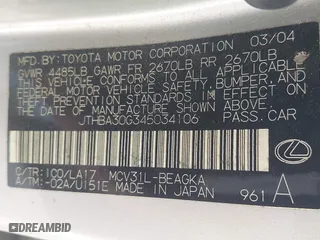 MFD. BY: TOYOTA MOTOR CORPORATION 03/04
GVWR 4485LB GAWR FR 2670LB RR 2670LB
THIS VEHICLE CONFORMS TO ALL APPLICABLE
FEDERAL MOTOR VEHICLE SAFETY, BUMPER, AND
THEFT PREVENTION STANDARDS IN EFFECT ON
THE DATE OF MANUFACTURE SHOWN ABOVE.
JTHBA30G345034106 PASS. CAR
C/TR: 1C0/LA17 MCV31L-BEAGKA
A/TM: -02A/U151E MADE IN JAPAN 961 A
DRIVEN AUCTION